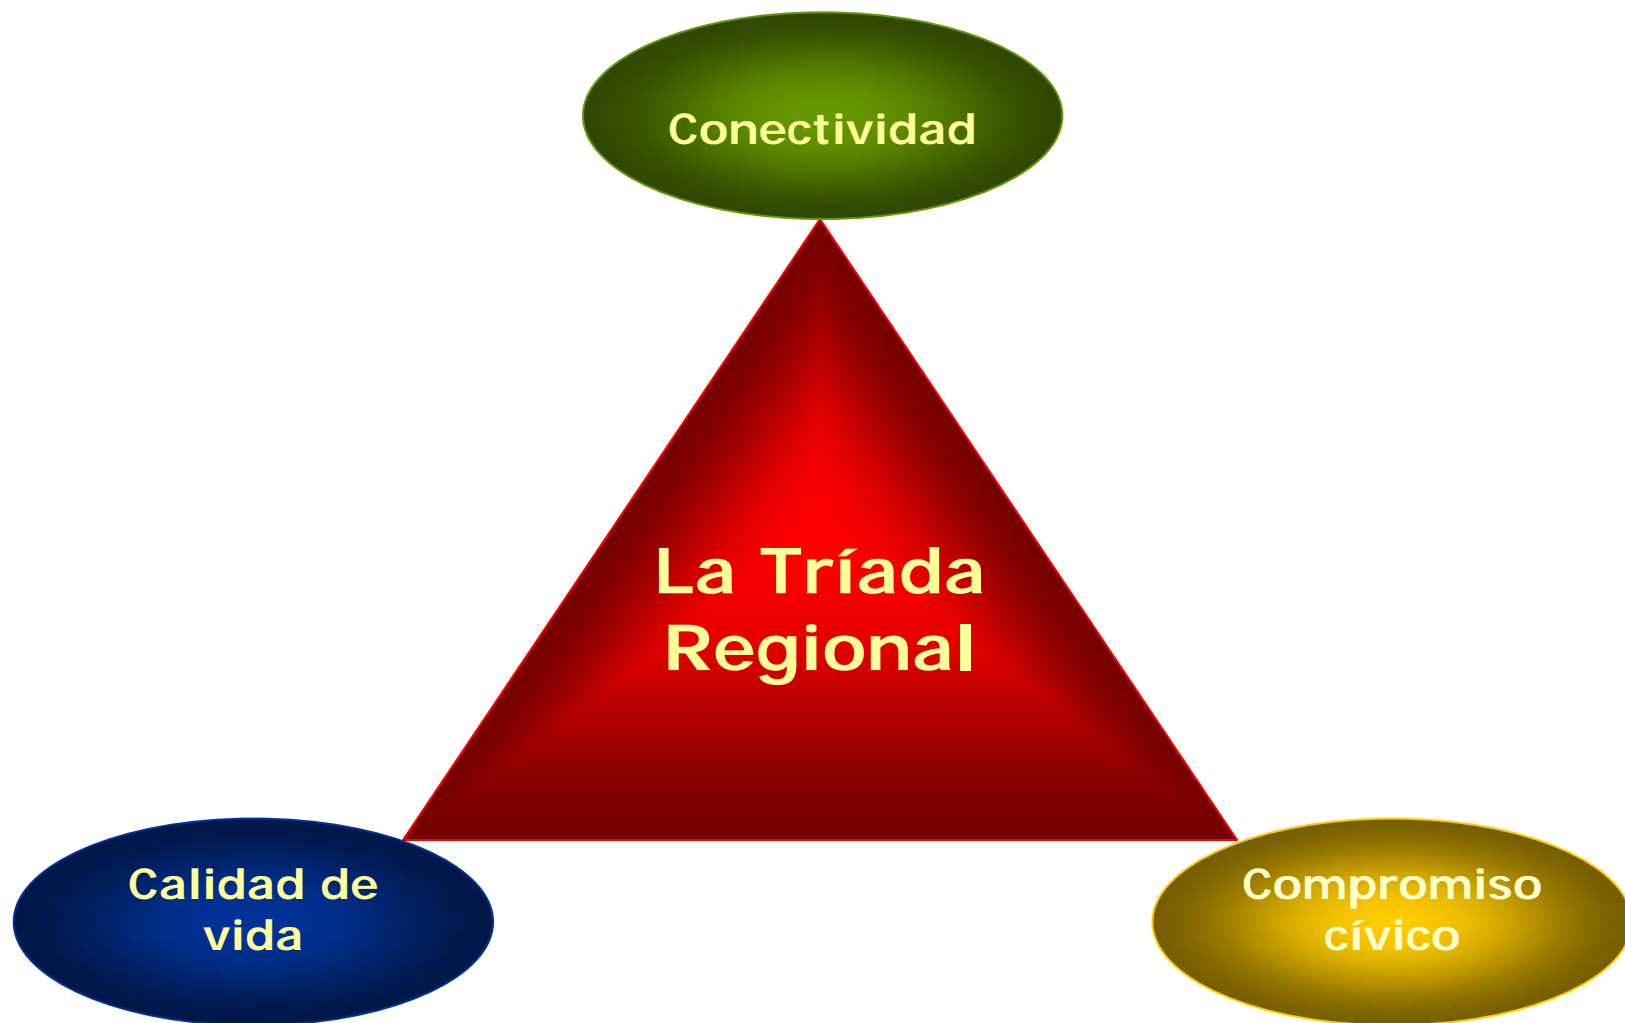 Conectividad
La Tríada
Regional
Calidad de
vida
Compromiso
cívico